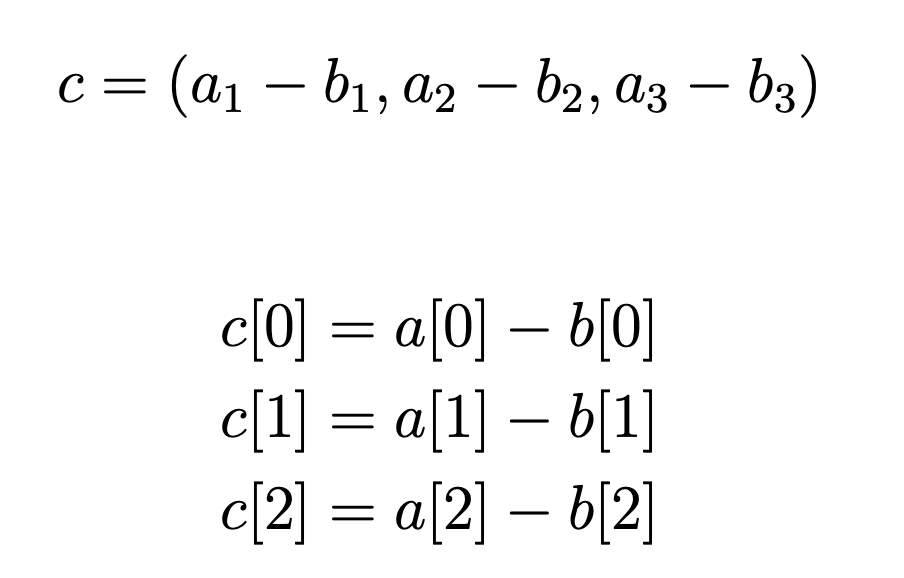 c = (a₁ − b₁, a₂ − b₂, a₃ − b₃)
c[0] = a[0] − b[0]
c[1] = a[1] − b[1]
c[2] = a[2] − b[2]